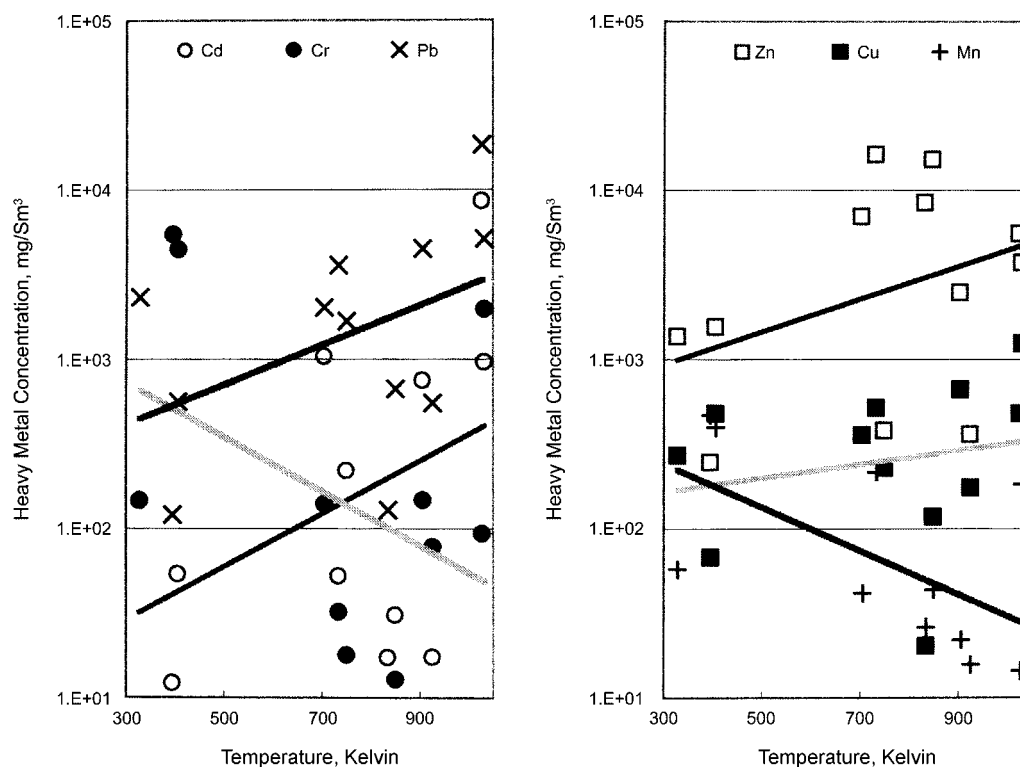 1.E+05
Cd Cr Pb
1.E+04
1.E+03
1.E+02
1.E+01
300 500 700 900
Temperature, Kelvin
Heavy Metal Concentration, mg/Sm³
1.E+05
Zn Cu Mn
1.E+04
1.E+03
1.E+02
1.E+01
300 500 700 900
Temperature, Kelvin
Heavy Metal Concentration, mg/Sm³